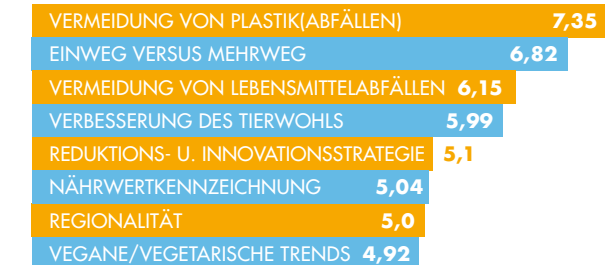 VERMEIDUNG VON PLASTIK(ABFÄLLEN) 7,35
EINWEG VERSUS MEHRWEG 6,82
VERMEIDUNG VON LEBENSMITTELABFÄLLEN 6,15
VERBESSERUNG DES TIERWOHLS 5,99
REDUKTIONS- U. INNOVATIONSSTRATEGIE 5,1
NÄHRWERTKENNZEICHNUNG 5,04
REGIONALITÄT 5,0
VEGANE/VEGETARISCHE TRENDS 4,92